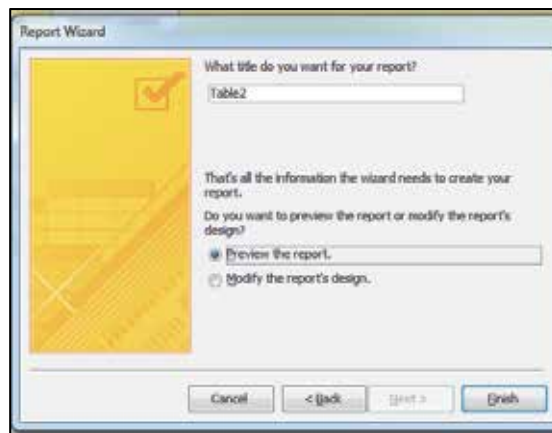 Report Wizard
What title do you want for your report?
Table2
That's all the information the wizard needs to create your
report.
Do you want to preview the report or modify the report's
design?
Preview the report.
Modify the report's design.
Cancel
< Back
Next >
Finish